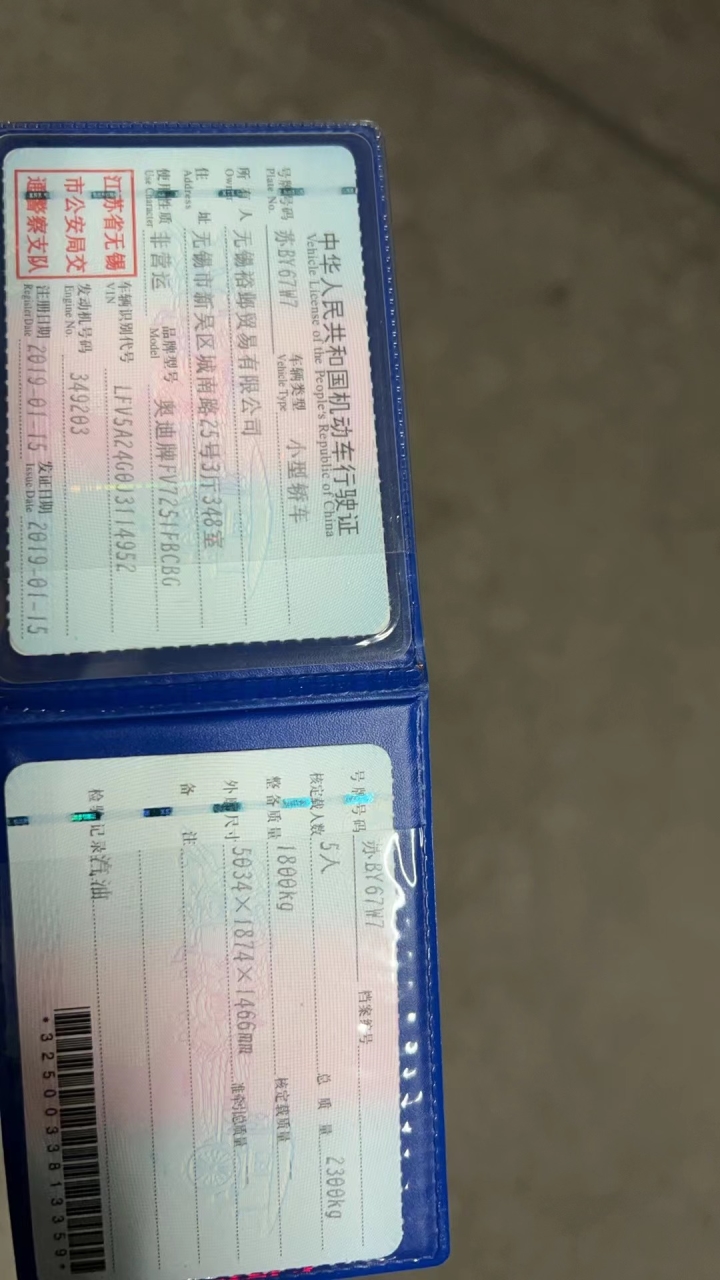 中华人民共和国机动车行驶证
Vehicle License of the People's Republic of China
号牌号码 苏BY67W7 车辆类型 小型轿车
Plate No. Vehicle Type
所有人 无锡裕邺贸易有限公司
Owner
住址 无锡市新吴区城南路25号3厅348室
Address
使用性质 非营运 品牌型号 奥迪牌FV7251FBCBG
Use Character Model
江苏省无锡
市公安局交
通警察支队
车辆识别代号 LFV5A24G0J3114952
VIN
发动机号码 349203
Engine No.
注册日期 2019-01-15 发证日期 2019-01-15
Register Date Issue Date
号牌号码 苏BY67W7 档案编号
核定载人数 5人 总质量 2300kg
整备质量 1800kg 核定载质量
外廓尺寸 5034×1874×1466mm 准牵引总质量
备注
检验记录 汽油
*3250033813359*